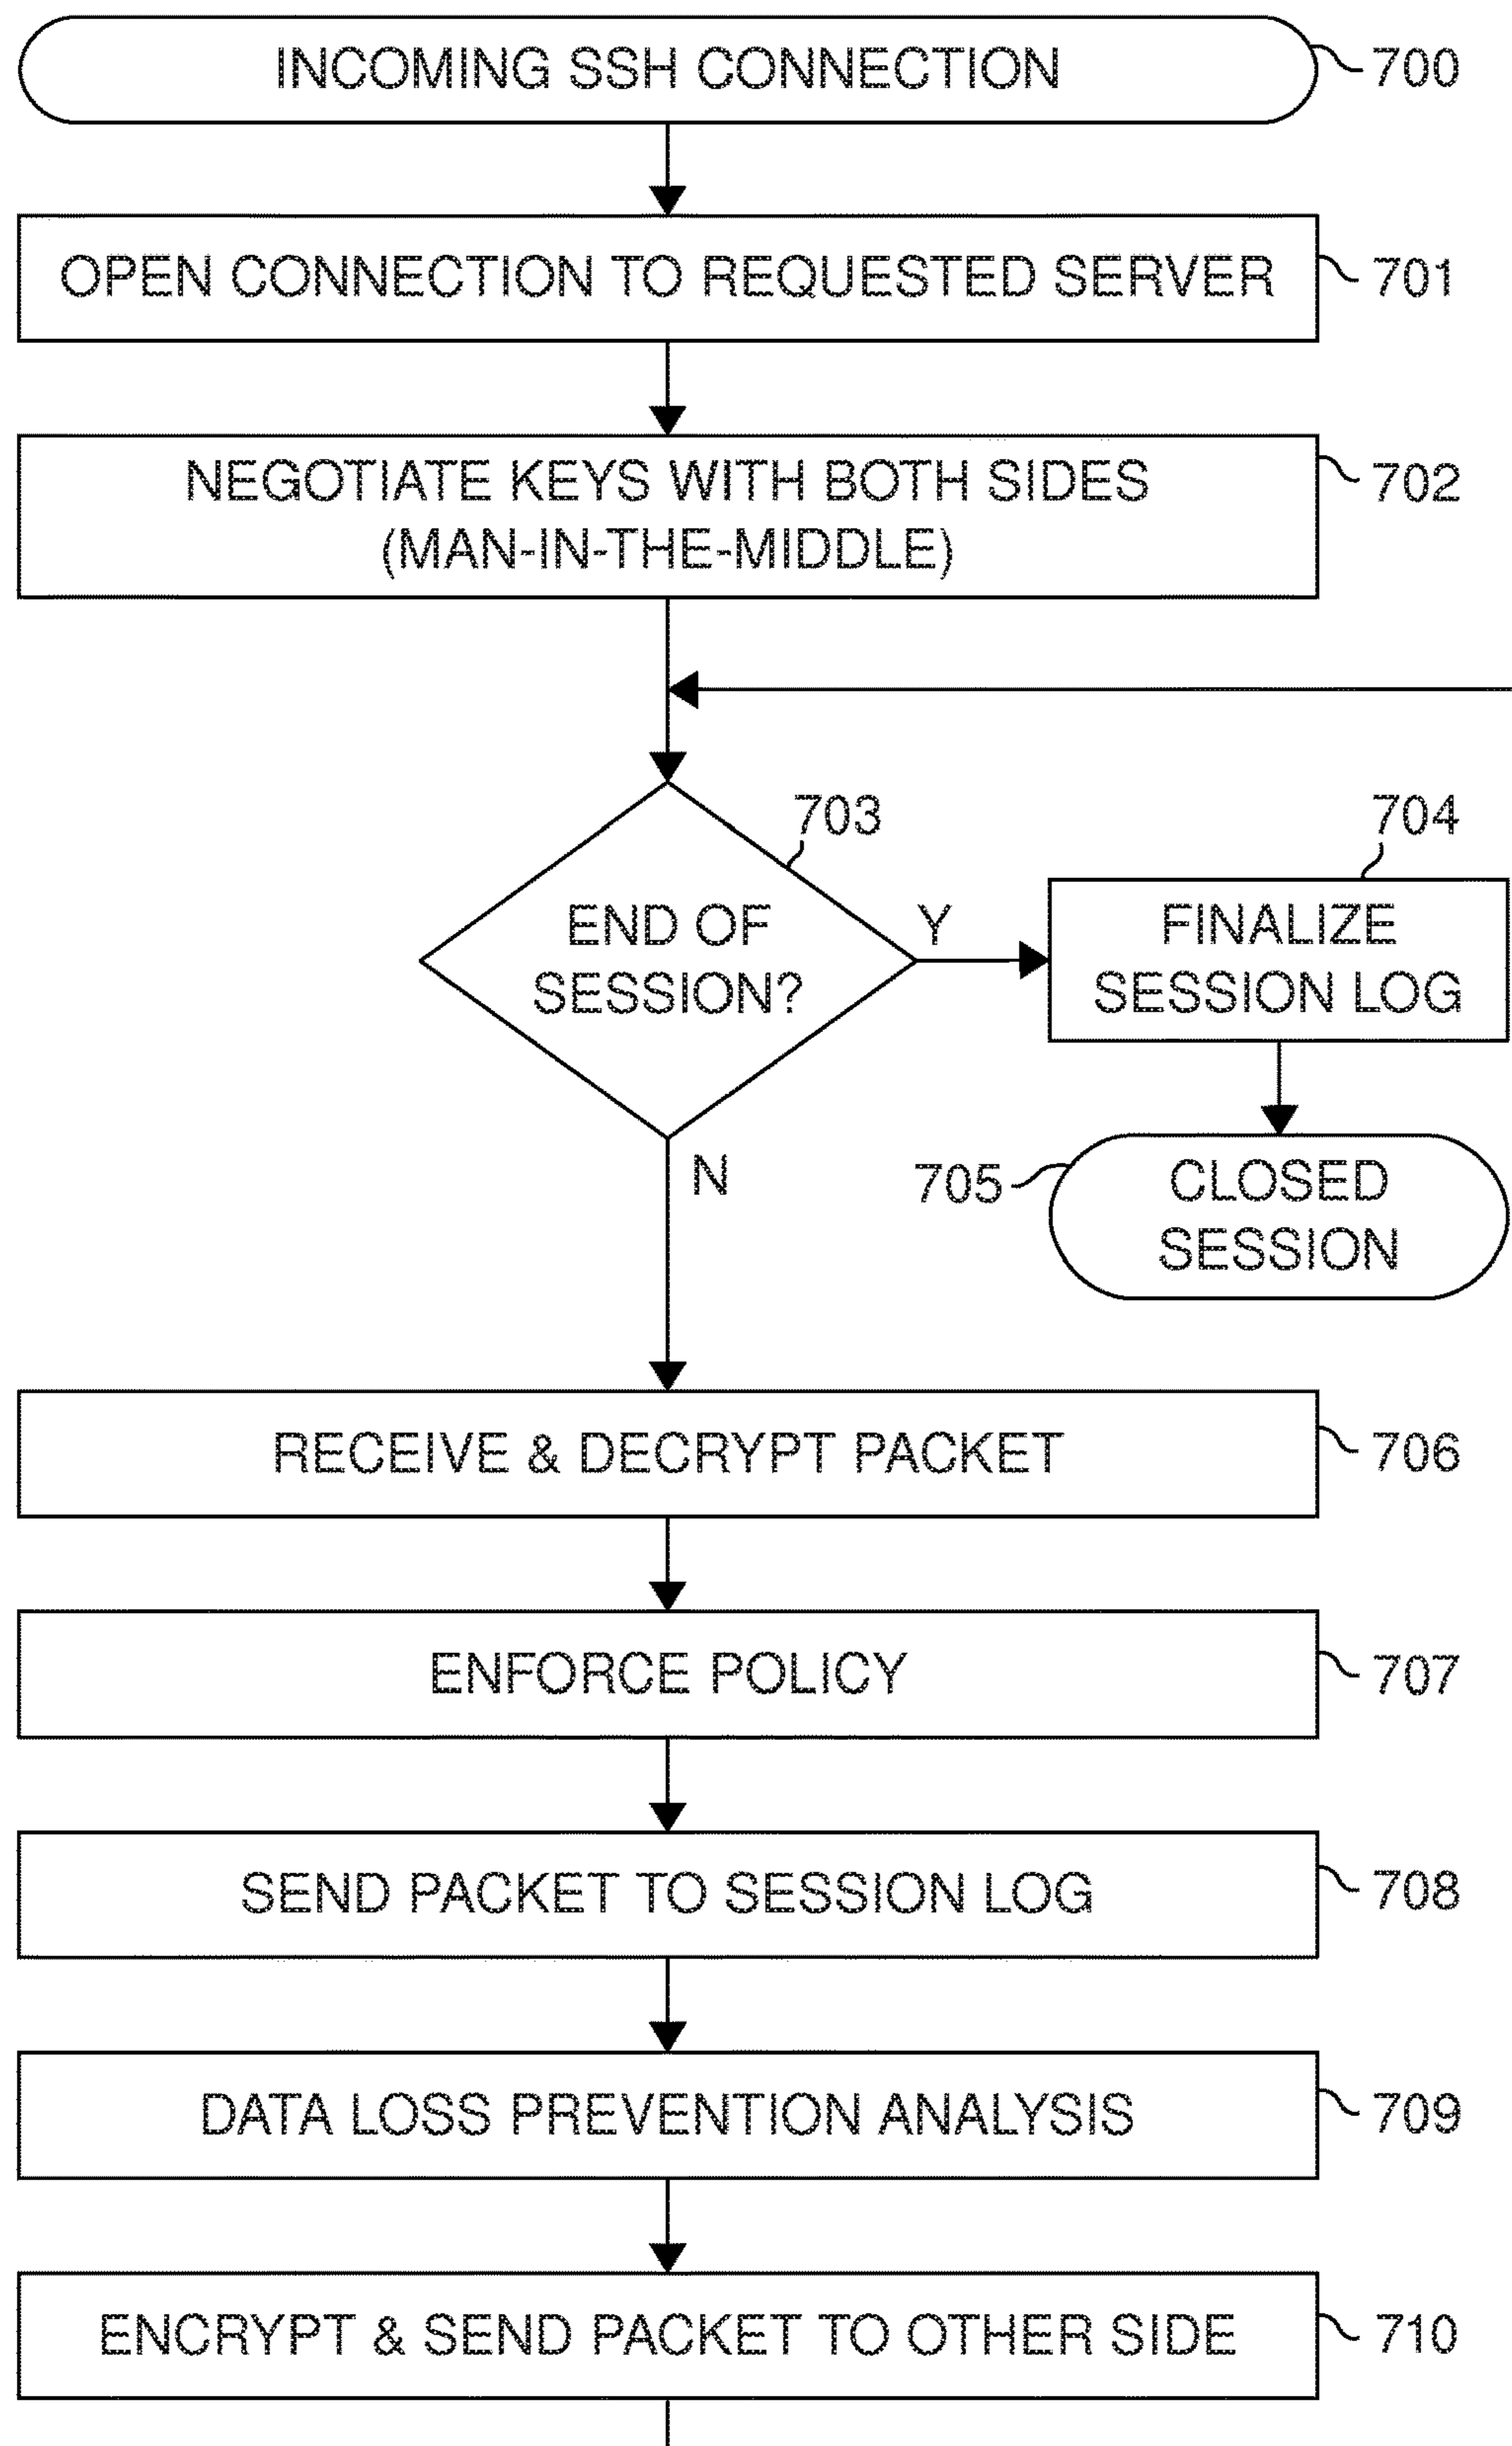 INCOMING SSH CONNECTION
700
OPEN CONNECTION TO REQUESTED SERVER
701
NEGOTIATE KEYS WITH BOTH SIDES
(MAN-IN-THE-MIDDLE)
702
703
704
END OF
SESSION?
Y
FINALIZE
SESSION LOG
N
705
CLOSED
SESSION
RECEIVE & DECRYPT PACKET
706
ENFORCE POLICY
707
SEND PACKET TO SESSION LOG
708
DATA LOSS PREVENTION ANALYSIS
709
ENCRYPT & SEND PACKET TO OTHER SIDE
710